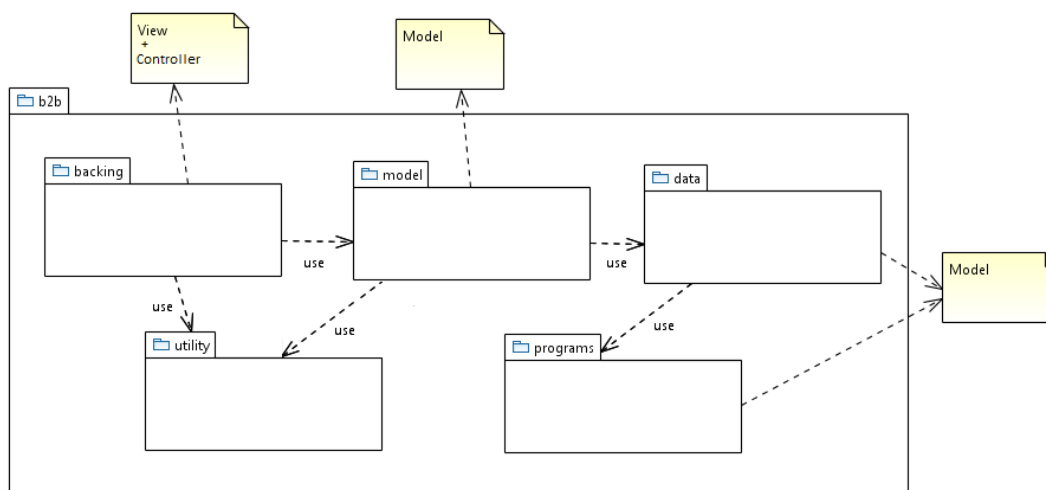 View
+
Controller
Model
b2b
backing
model
data
use
use
Model
use
use
use
utility
programs